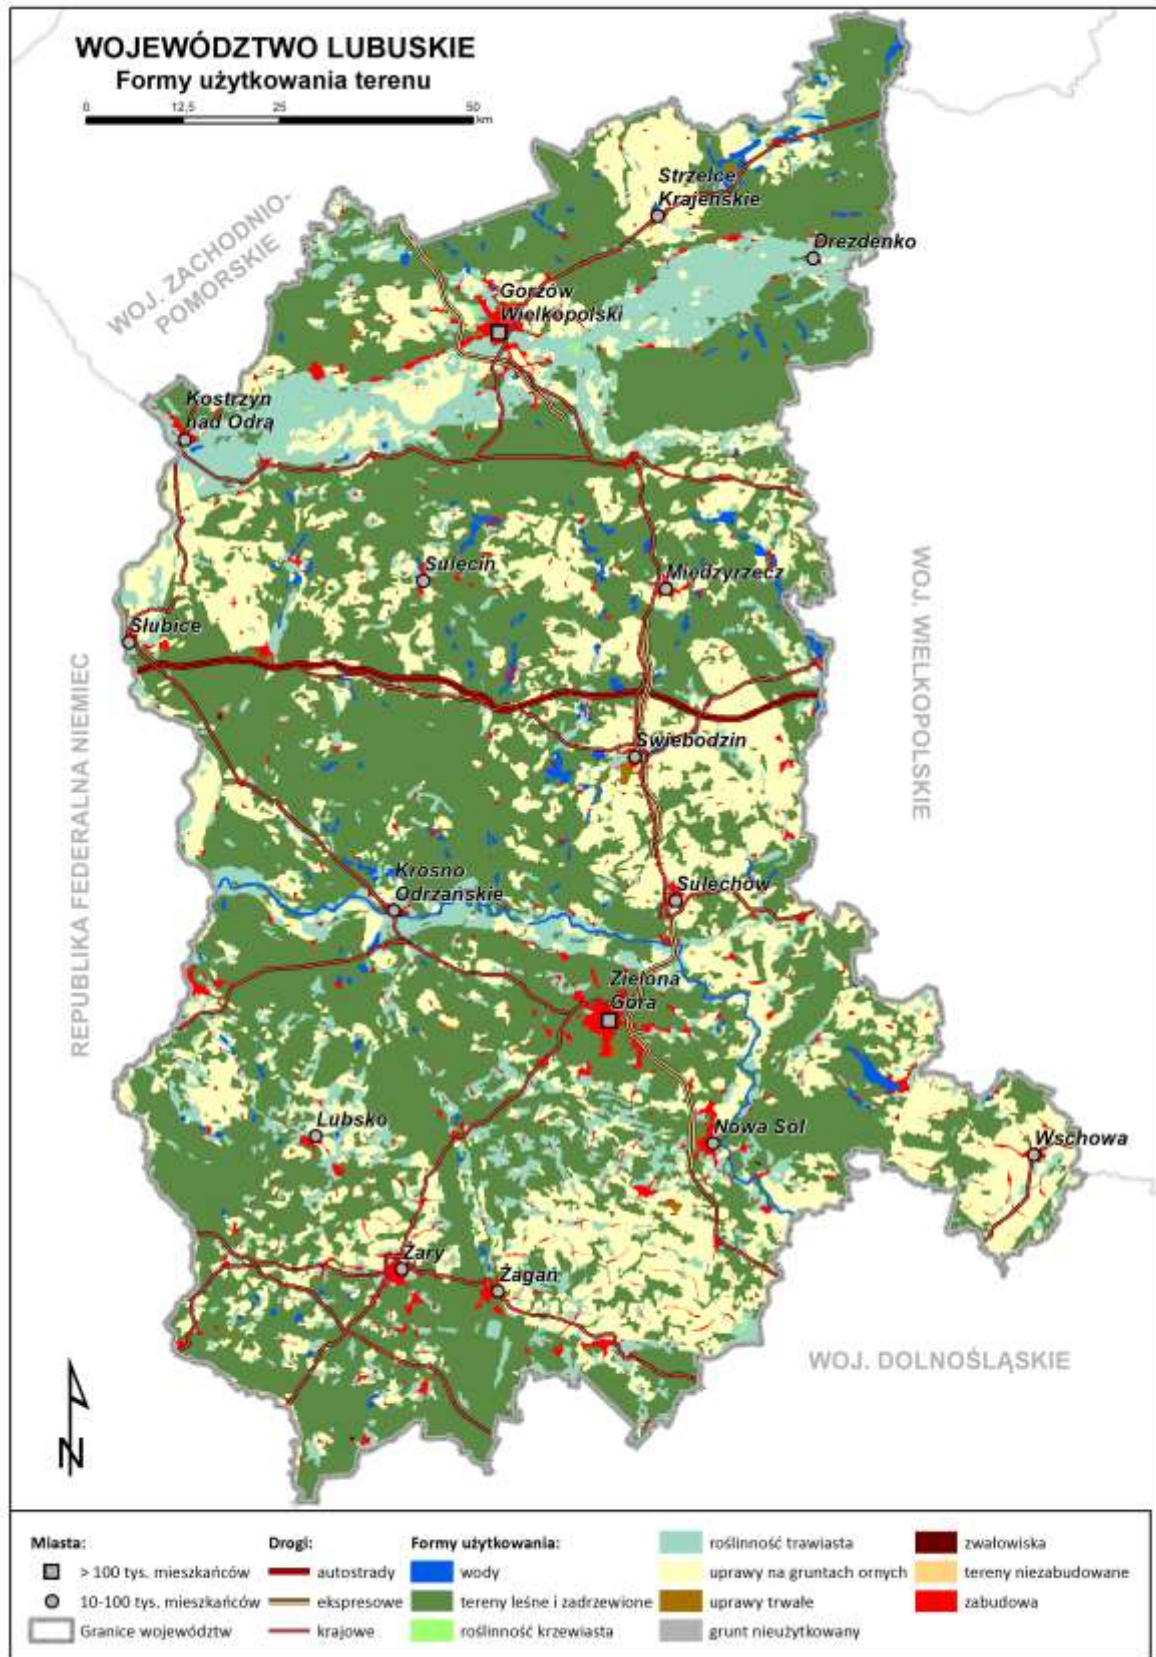 WOJEWÓDZTWO LUBUSKIE
Formy użytkowania terenu
0 12,5 25 50
km
WOJ. ZACHODNIO-
POMORSKIE
Strzelce
Krajeńskie
Drezdenko
Gorzów
Wielkopolski
Kostrzyn
nad Odrą
Sulęcin
Międzyrzecz
Słubice
Świebodzin
REPUBLIKA FEDERALNA NIEMIEC
WOJ. WIELKOPOLSKIE
Krosno
Odrzańskie
Sulechów
Zielona
Góra
Lubsko
Nowa Sól
Wschowa
Żary
Żagań
WOJ. DOLNOŚLĄSKIE
N
Miasta:
> 100 tys. mieszkańców
10-100 tys. mieszkańców
Granice województw
Drogi:
autostrady
ekspresowe
krajowe
Formy użytkowania:
wody
tereny leśne i zadrzewione
roślinność krzewiasta
roślinność trawiasta
uprawy na gruntach ornych
uprawy trwałe
grunt nieużytkowany
zwałowiska
tereny niezabudowane
zabudowa